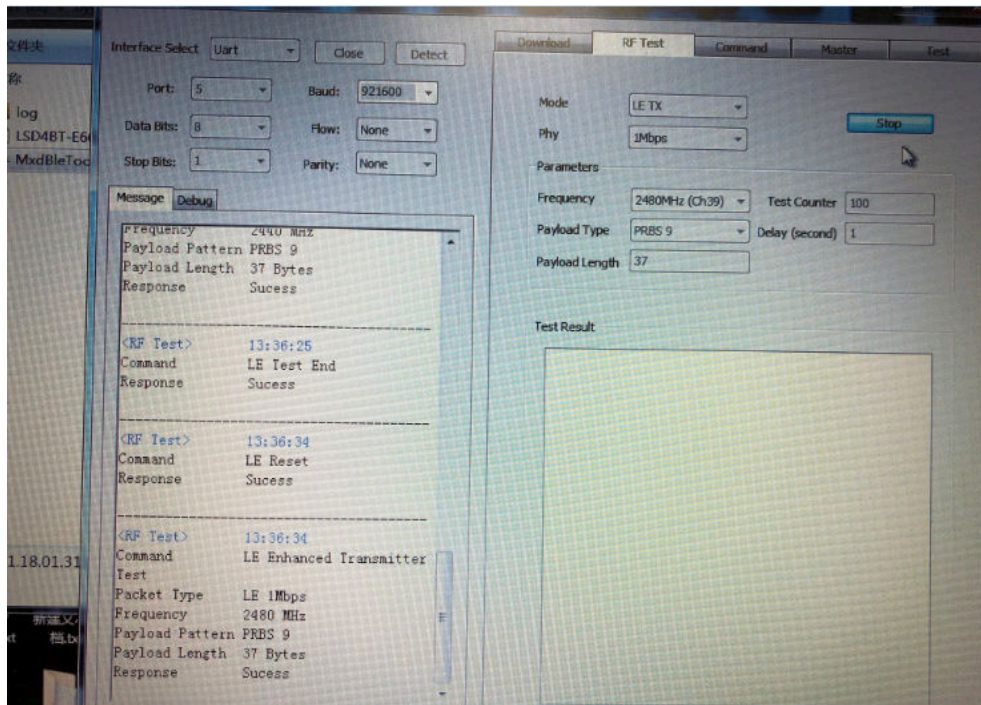 文件夹
称
log
LSD4BT-E6
MxdBleToo
1.18.01.31
新建文
档.tx
xt
Interface Select Uart Close Detect
Port: 5 Baud: 921600
Data Bits: 8 Flow: None
Stop Bits: 1 Parity: None
Message Debug
Frequency 2440 MHz
Payload Pattern PRBS 9
Payload Length 37 Bytes
Response Sucess
--------------------------------------------
<RF Test> 13:36:25
Command LE Test End
Response Sucess
--------------------------------------------
<RF Test> 13:36:34
Command LE Reset
Response Sucess
--------------------------------------------
<RF Test> 13:36:34
Command LE Enhanced Transmitter
Test
Packet Type LE 1Mbps
Frequency 2480 MHz
Payload Pattern PRBS 9
Payload Length 37 Bytes
Response Sucess
Download RF Test Command Master Test
Mode LE TX
Stop
Phy 1Mbps
Parameters
Frequency 2480MHz (Ch39) Test Counter 100
Payload Type PRBS 9 Delay (second) 1
Payload Length 37
Test Result